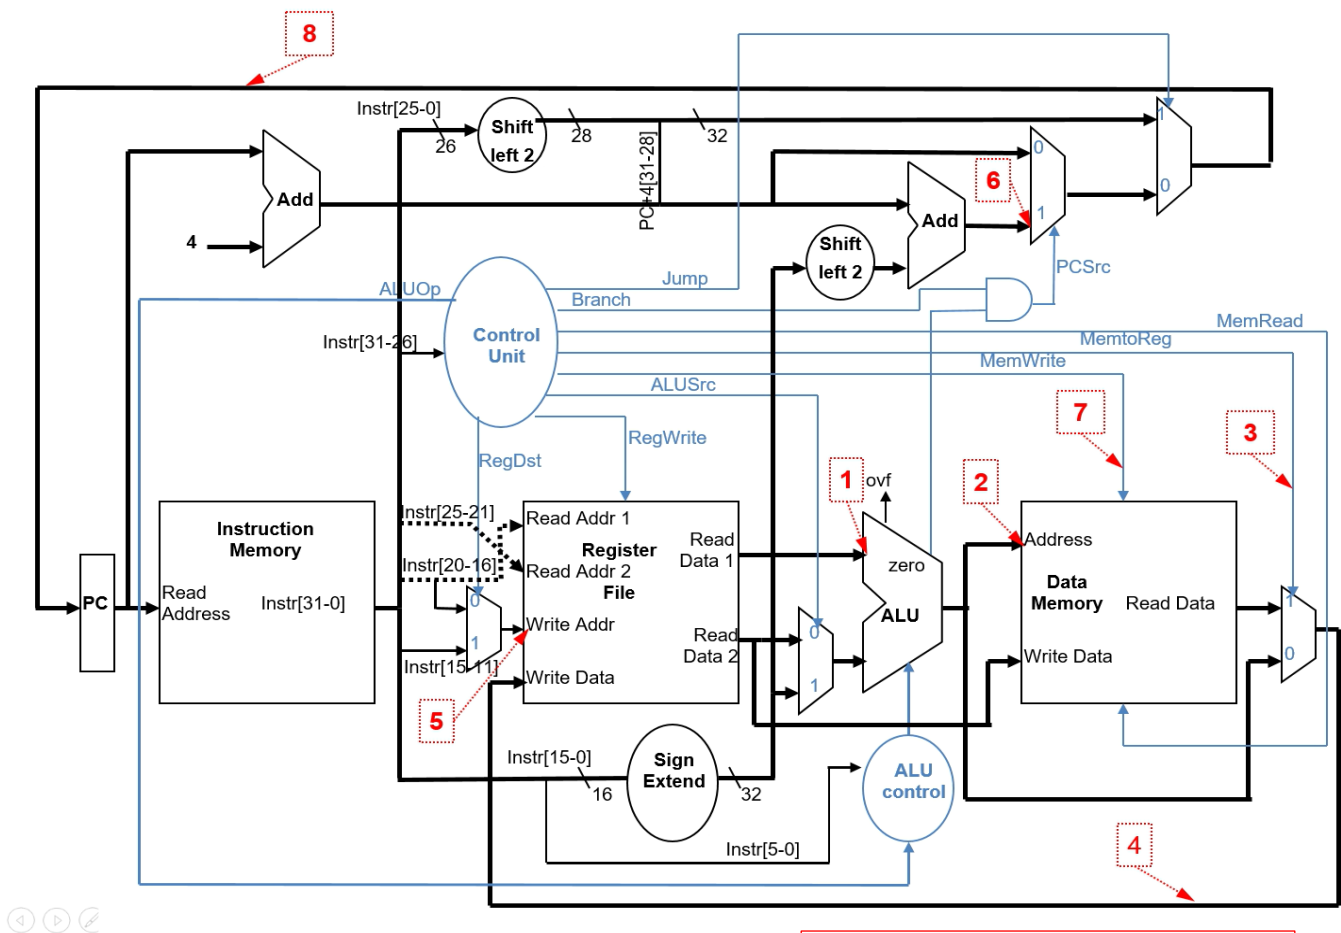 8
Instr[25-0]
26
Shift
left 2
28
32
PC+4[31-28]
1
0
0
1
6
Add
4
Add
Shift
left 2
PCSrc
ALUOp
Jump
Branch
MemRead
MemtoReg
MemWrite
ALUSrc
Instr[31-26]
Control
Unit
RegWrite
RegDst
7
3
1
ovf
2
Instruction
Memory
Instr[25-21]
Read Addr 1
Register
File
Read
Data 1
Address
zero
Instr[20-16]
Read Addr 2
PC
Read
Address
Instr[31-0]
0
1
Write Addr
Data
Memory
Read Data
1
0
ALU
Read
Data 2
0
1
Write Data
Instr[15-11]
Write Data
5
Instr[15-0]
16
Sign
Extend
32
ALU
control
Instr[5-0]
4